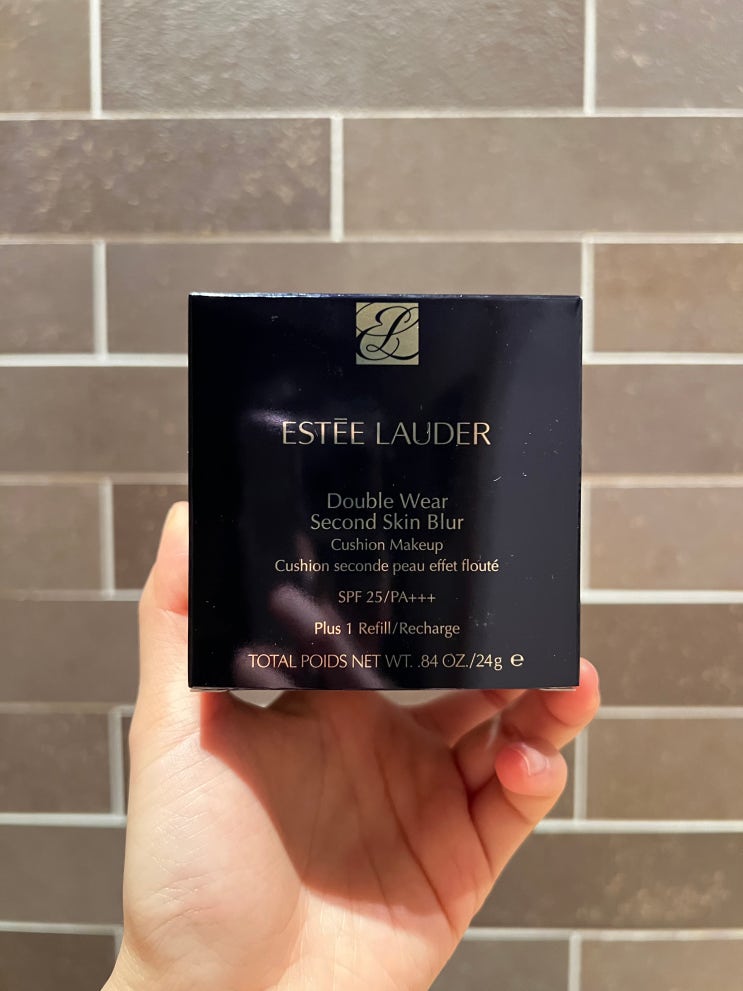 EL
ESTĒE LAUDER
Double Wear
Second Skin Blur
Cushion Makeup
Cushion seconde peau effet flouté
SPF 25/PA+++
Plus 1 Refill/Recharge
TOTAL POIDS NET WT. .84 OZ./24g ℮